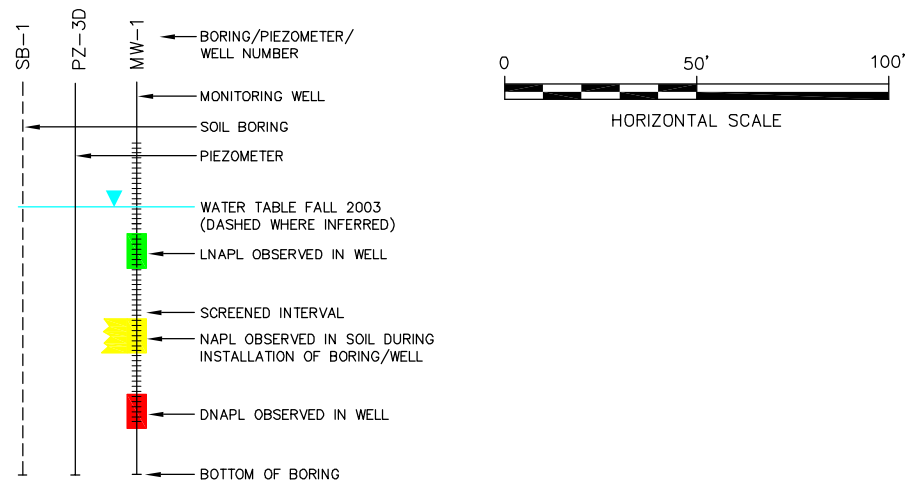 SB-1
PZ-3D
MW-1
BORING/PIEZOMETER/
WELL NUMBER
MONITORING WELL
SOIL BORING
PIEZOMETER
WATER TABLE FALL 2003
(DASHED WHERE INFERRED)
LNAPL OBSERVED IN WELL
SCREENED INTERVAL
NAPL OBSERVED IN SOIL DURING
INSTALLATION OF BORING/WELL
DNAPL OBSERVED IN WELL
BOTTOM OF BORING
0 50' 100'
HORIZONTAL SCALE